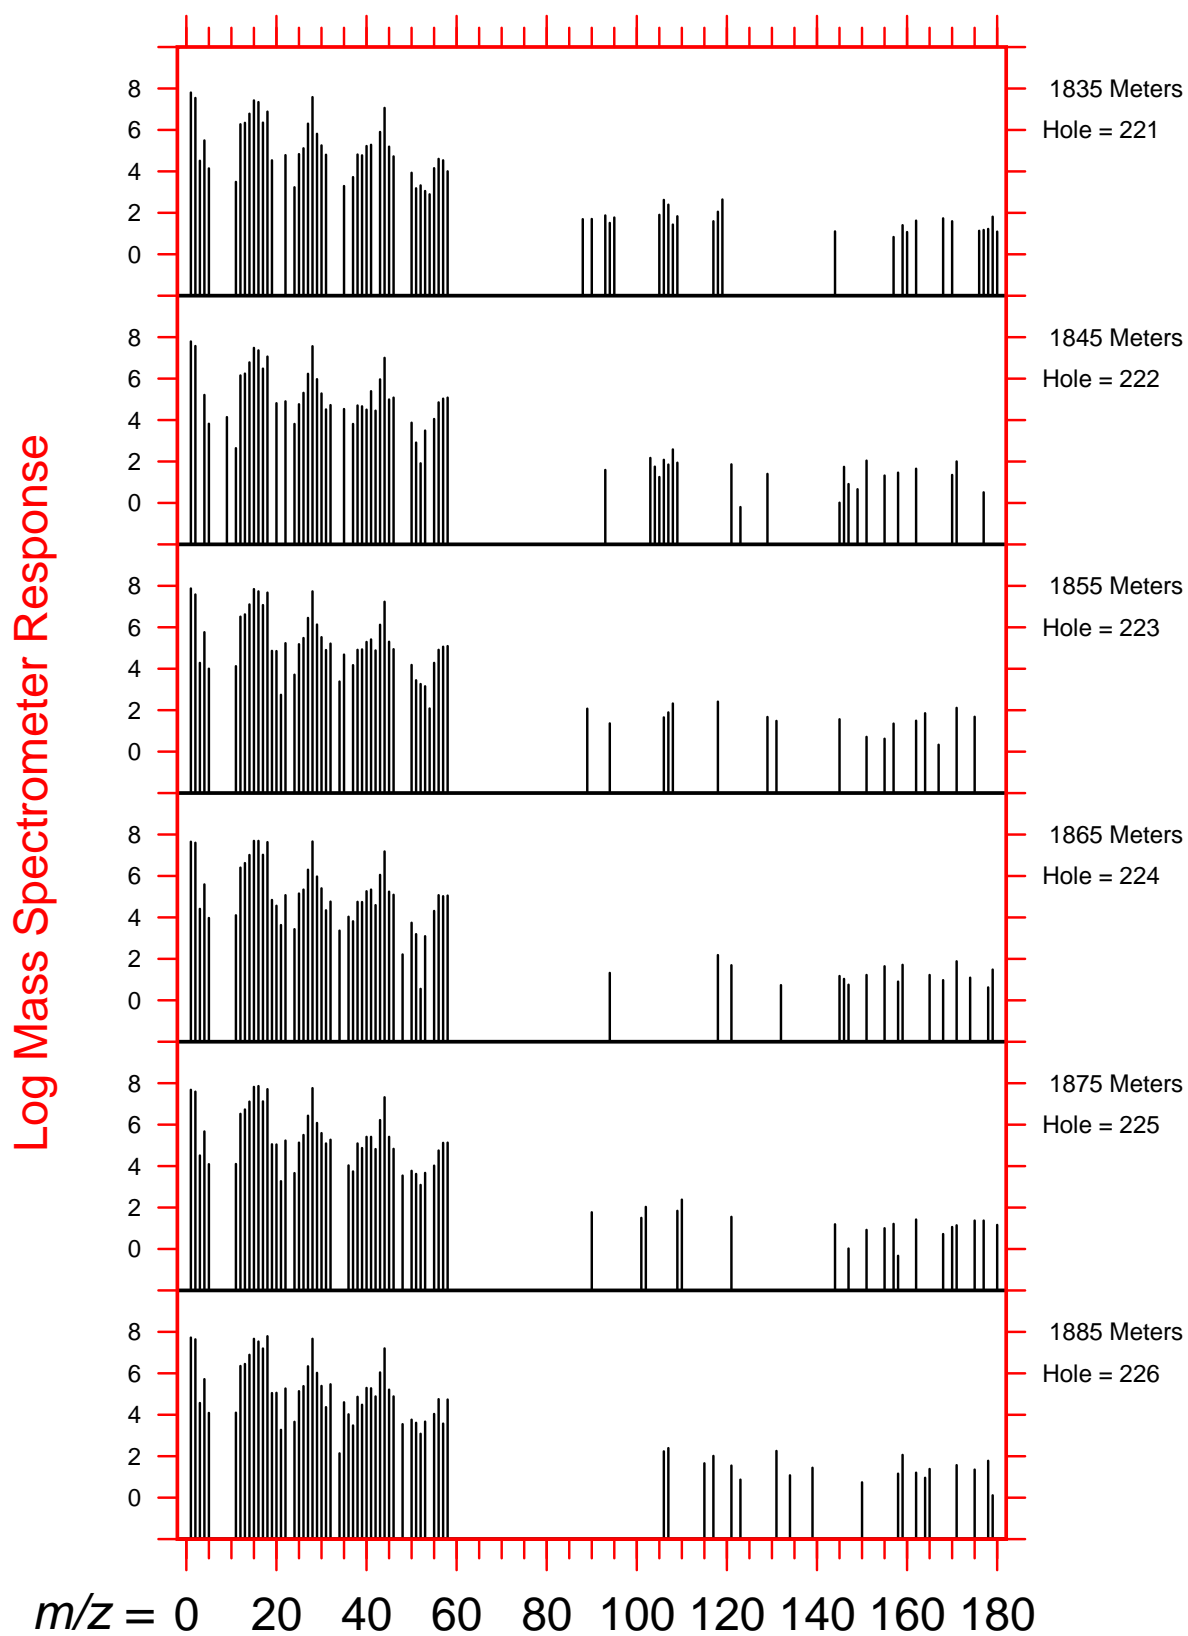 8
6
4
2
0
1835 Meters
Hole = 221
8
6
4
2
0
1845 Meters
Hole = 222
8
6
4
2
0
1855 Meters
Hole = 223
8
6
4
2
0
1865 Meters
Hole = 224
8
6
4
2
0
1875 Meters
Hole = 225
8
6
4
2
0
1885 Meters
Hole = 226
Log Mass Spectrometer Response
m/z = 0 20 40 60 80 100 120 140 160 180